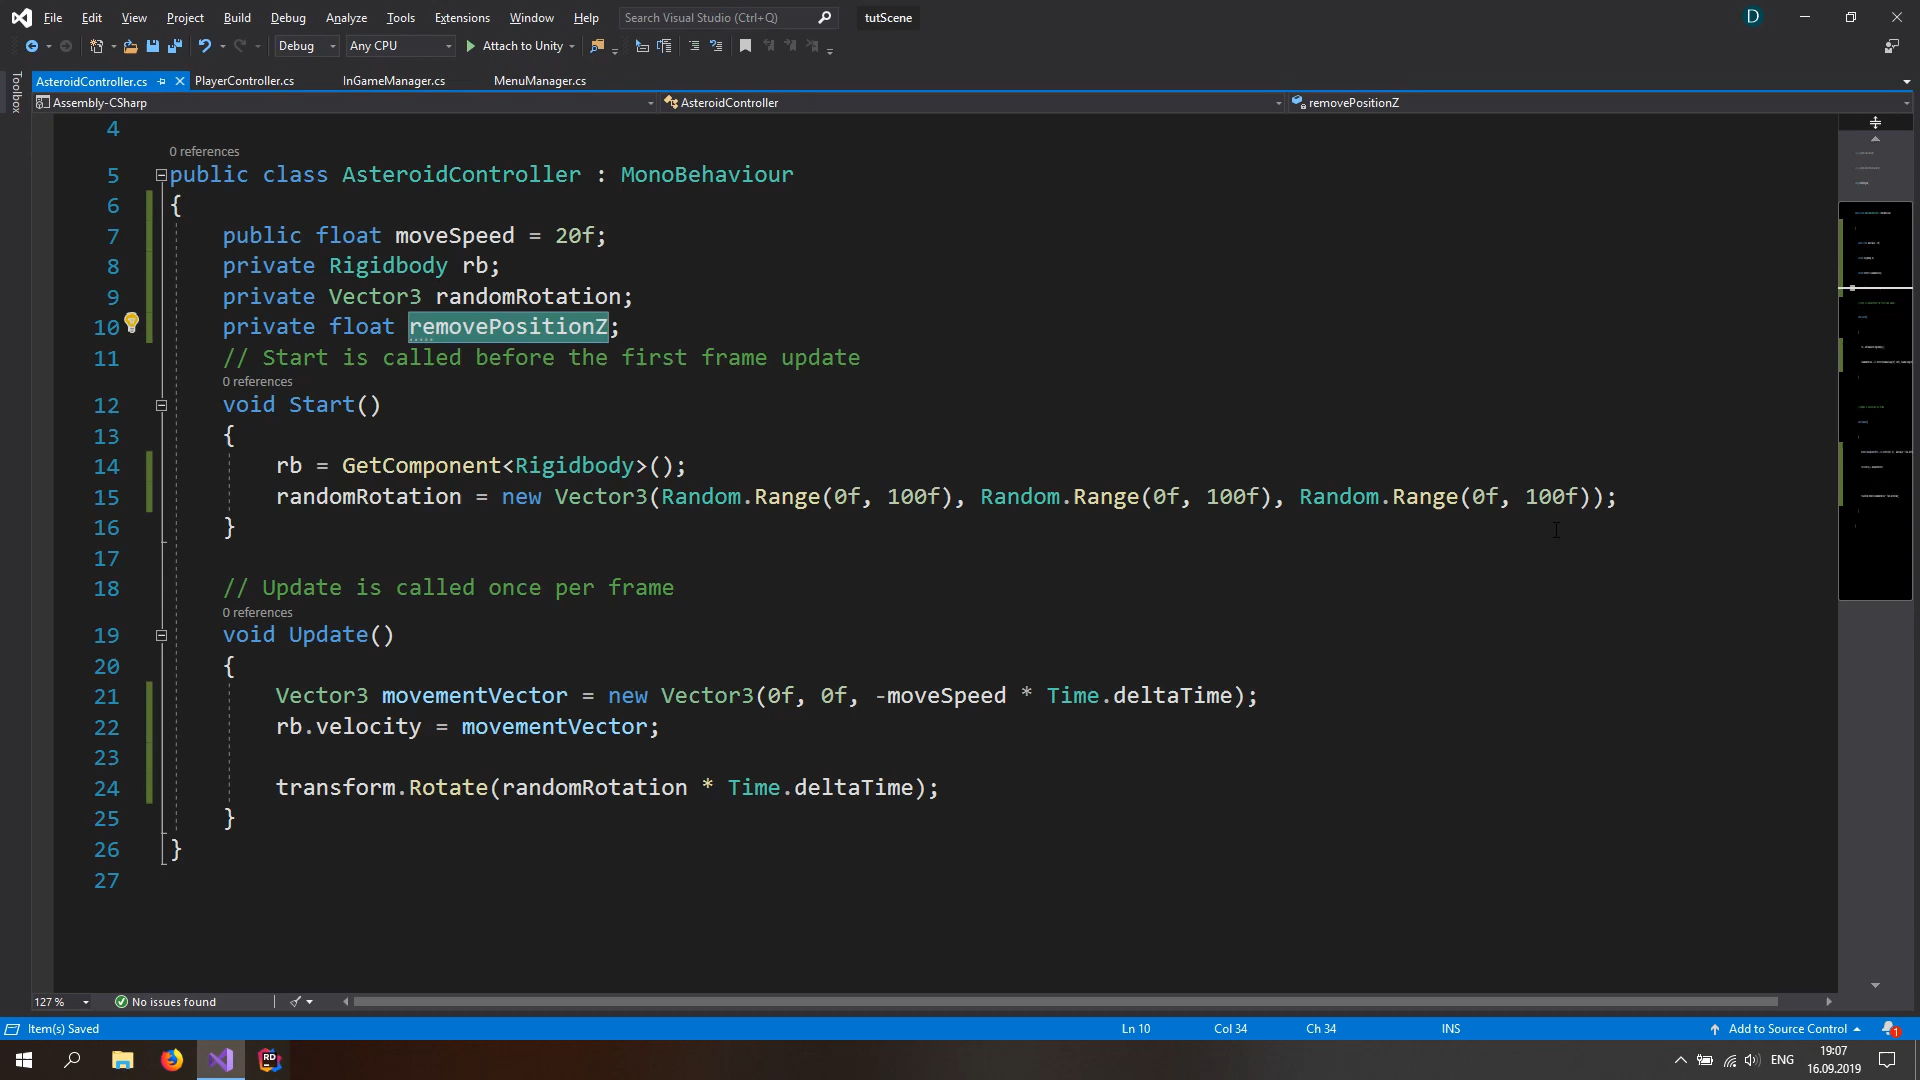 File Edit View Project Build Debug Analyze Tools Extensions Window Help Search Visual Studio (Ctrl+Q) tutScene D
Debug Any CPU Attach to Unity
Toolbox
AsteroidController.cs PlayerController.cs InGameManager.cs MenuManager.cs
Assembly-CSharp AsteroidController removePositionZ
4
0 references
5 public class AsteroidController : MonoBehaviour
6 {
7 public float moveSpeed = 20f;
8 private Rigidbody rb;
9 private Vector3 randomRotation;
10 private float removePositionZ;
11 // Start is called before the first frame update
0 references
12 void Start()
13 {
14 rb = GetComponent<Rigidbody>();
15 randomRotation = new Vector3(Random.Range(0f, 100f), Random.Range(0f, 100f), Random.Range(0f, 100f));
16 }
17
18 // Update is called once per frame
0 references
19 void Update()
20 {
21 Vector3 movementVector = new Vector3(0f, 0f, -moveSpeed * Time.deltaTime);
22 rb.velocity = movementVector;
23
24 transform.Rotate(randomRotation * Time.deltaTime);
25 }
26 }
27
127 % No issues found
Item(s) Saved Ln 10 Col 34 Ch 34 INS Add to Source Control 1
RD ENG 19:07
16.09.2019